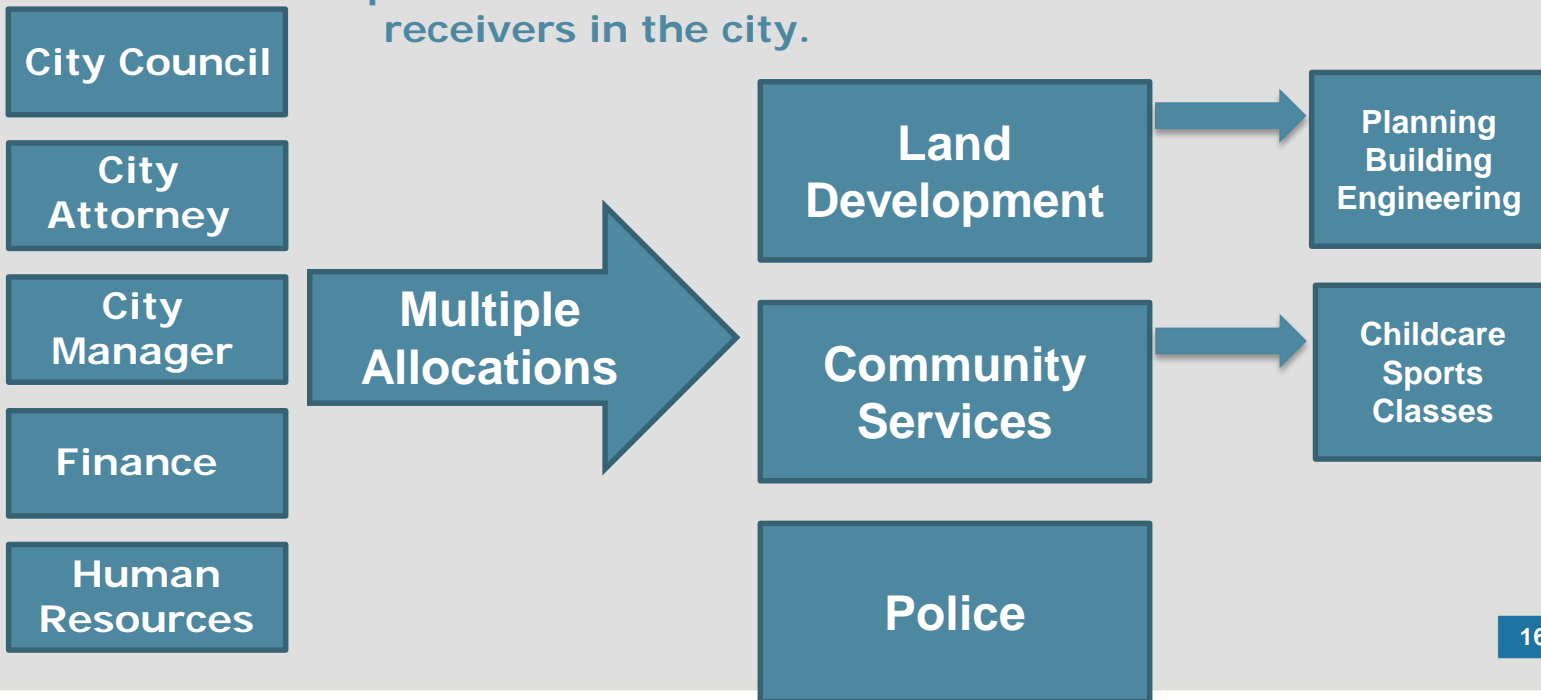 receivers in the city.
City Council
City
Attorney
City
Manager
Finance
Human
Resources
Multiple
Allocations
Land
Development
Community
Services
Police
Planning
Building
Engineering
Childcare
Sports
Classes
16